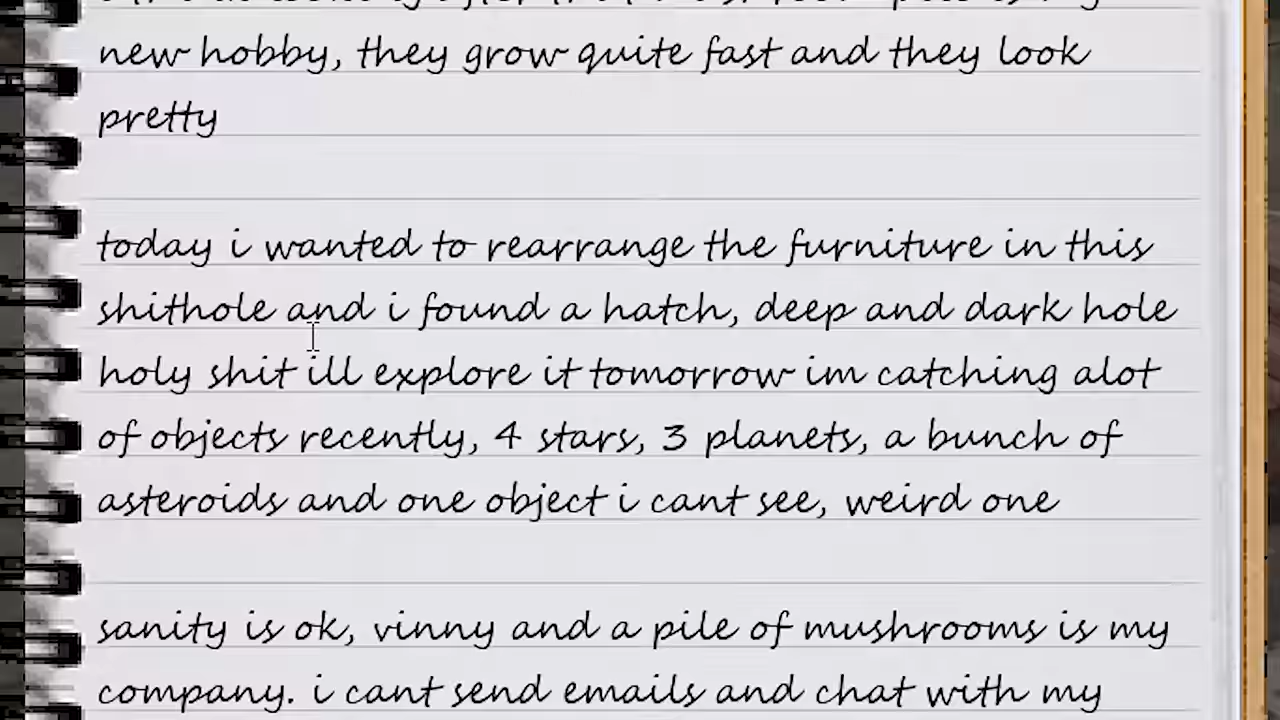 new hobby, they grow quite fast and they look
pretty
today i wanted to rearrange the furniture in this
shithole and i found a hatch, deep and dark hole
holy shit ill explore it tomorrow im catching alot
of objects recently, 4 stars, 3 planets, a bunch of
asteroids and one object i cant see, weird one
sanity is ok, vinny and a pile of mushrooms is my
company. i cant send emails and chat with my